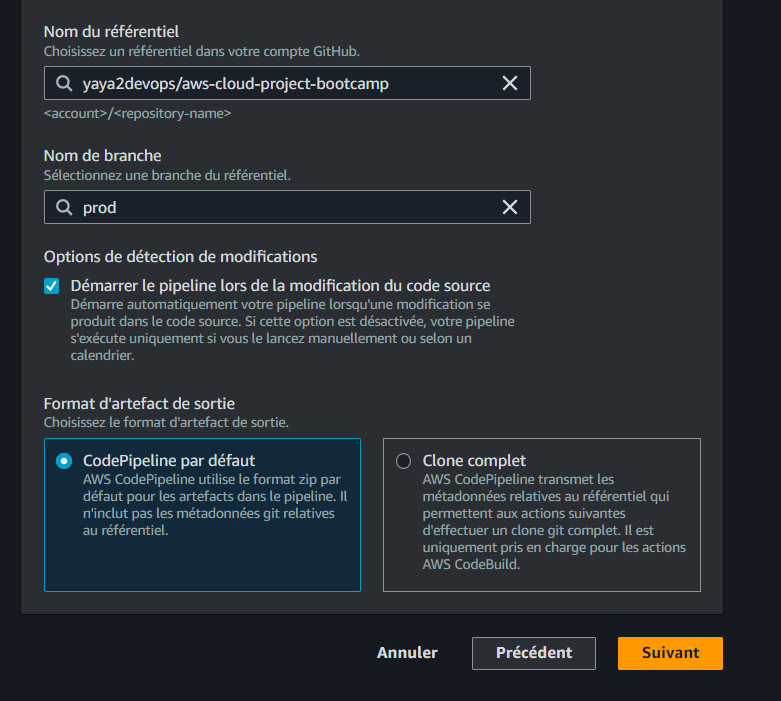 Nom du référentiel
Choisissez un référentiel dans votre compte GitHub.
yaya2devops/aws-cloud-project-bootcamp
<account>/<repository-name>
Nom de branche
Sélectionnez une branche du référentiel.
prod
Options de détection de modifications
Démarrer le pipeline lors de la modification du code source
Démarre automatiquement votre pipeline lorsqu'une modification se
produit dans le code source. Si cette option est désactivée, votre pipeline
s'exécute uniquement si vous le lancez manuellement ou selon un
calendrier.
Format d'artefact de sortie
Choisissez le format d'artefact de sortie.
CodePipeline par défaut
AWS CodePipeline utilise le format zip par
défaut pour les artefacts dans le pipeline. Il
n'inclut pas les métadonnées git relatives
au référentiel.
Clone complet
AWS CodePipeline transmet les
métadonnées relatives au référentiel qui
permettent aux actions suivantes
d'effectuer un clone git complet. Il est
uniquement pris en charge pour les actions
AWS CodeBuild.
Annuler
Précédent
Suivant